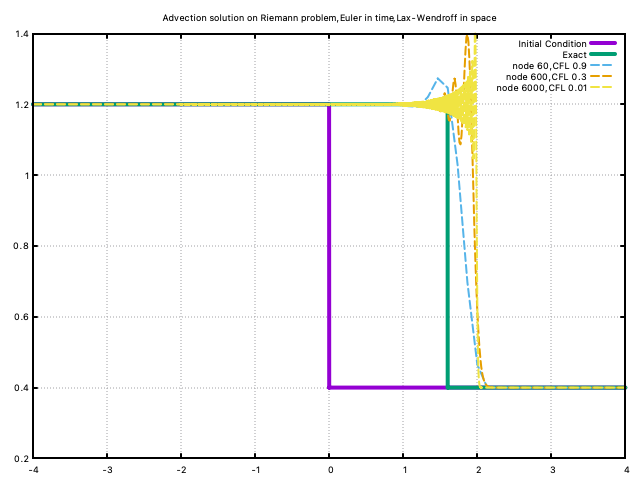 Advection solution on Riemann problem,Euler in time,Lax-Wendroff in space
1.4
Initial Condition
Exact
node 60,CFL 0.9
node 600,CFL 0.3
node 6000,CFL 0.01
1.2
1
0.8
0.6
0.4
0.2
-4 -3 -2 -1 0 1 2 3 4